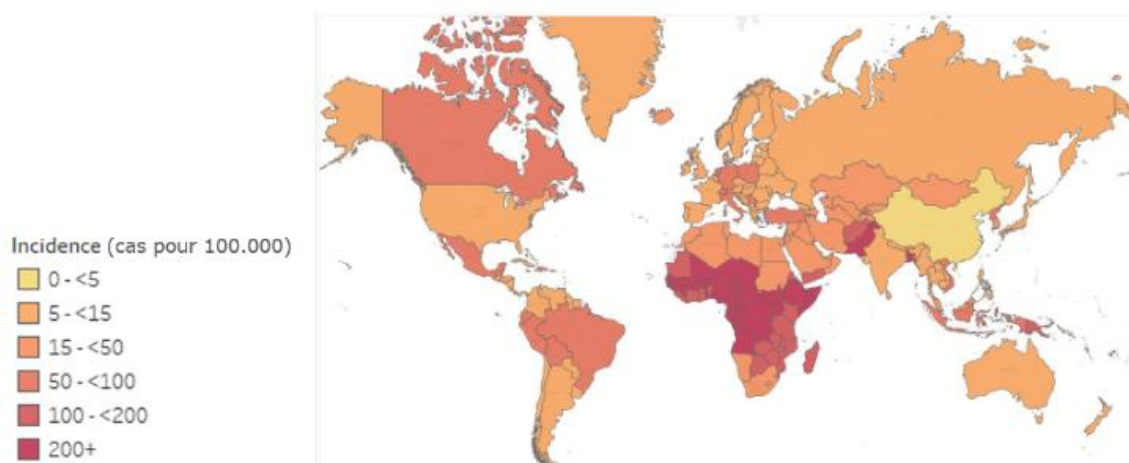 Incidence (cas pour 100.000)
0 - <5
5 - <15
15 - <50
50 - <100
100 - <200
200+